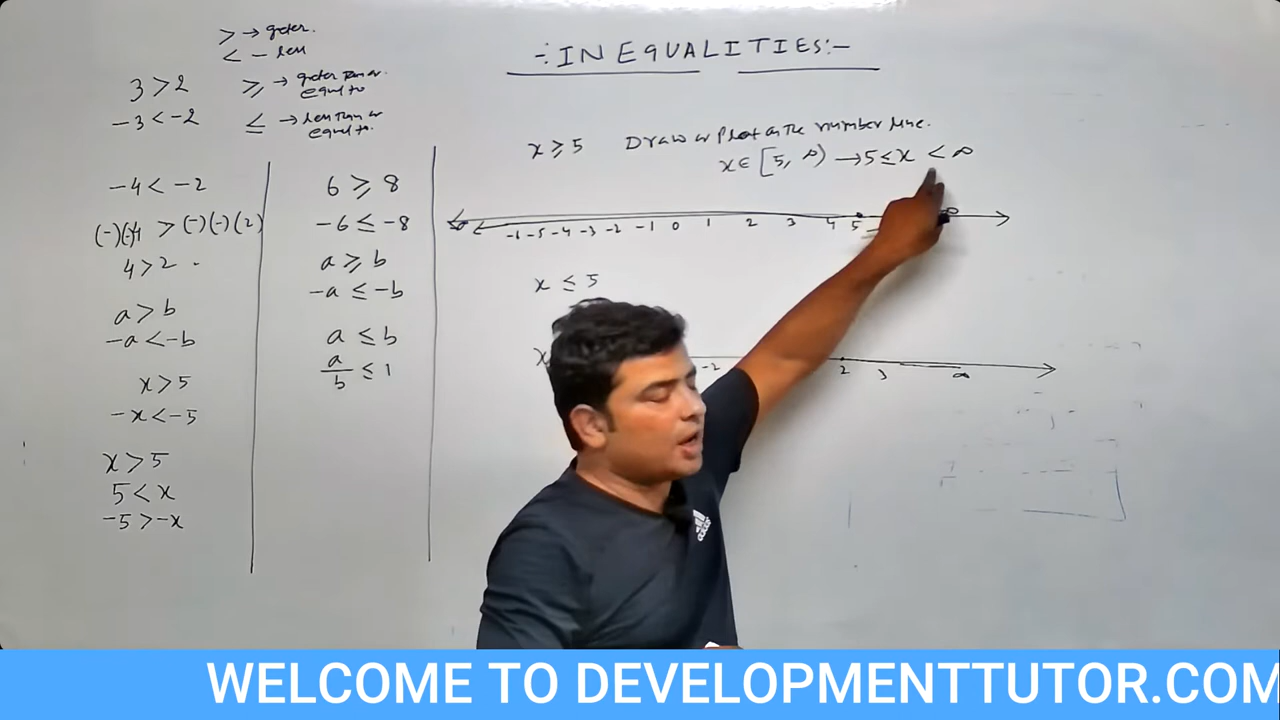 > → greter.
< – less
≥ → greter than or
equal to
≤ → less than or
equal to.
3 > 2
-3 < -2
-4 < -2
(-)(-)4 > (-)(-)(2)
4 > 2
a > b
-a < -b
x > 5
-x < -5
x > 5
5 < x
-5 > -x
6 ≥ 8
-6 ≤ -8
a ≥ b
-a ≤ -b
a ≤ b
a/b ≤ 1
-:INEQUALITIES:-
x ≥ 5 Draw or Plot on the number line.
x ∈ [5, ∞) → 5 ≤ x < ∞
-6 -5 -4 -3 -2 -1 0 1 2 3 4 5
x ≤ 5
x
-2 2 3 ∞
adidas
WELCOME TO DEVELOPMENTTUTOR.COM